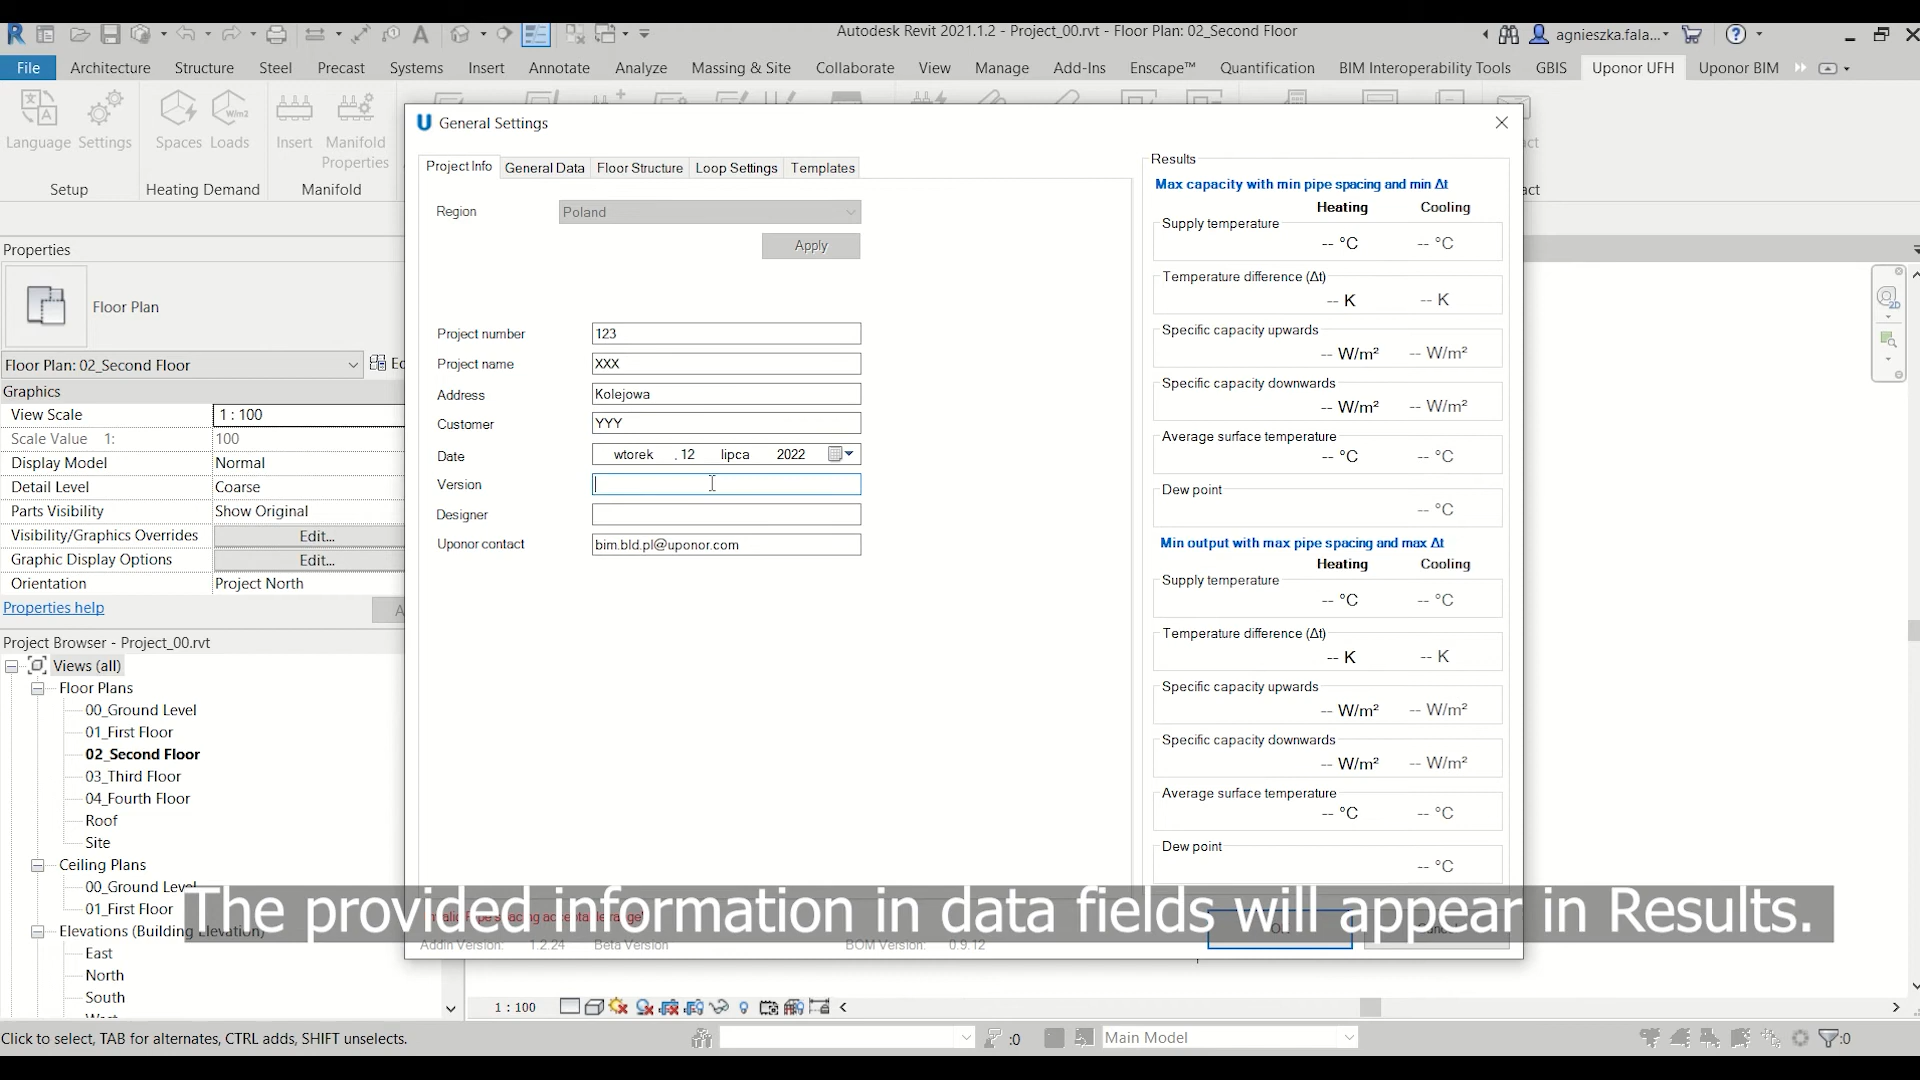 Autodesk Revit 2021.1.2 - Project_00.rvt - Floor Plan: 02_Second Floor
agnieszka.fala...
File Architecture Structure Steel Precast Systems Insert Annotate Analyze Massing & Site Collaborate View Manage Add-Ins Enscape™ Quantification BIM Interoperability Tools GBIS Uponor UFH Uponor BIM
Language Settings Spaces Loads Insert Manifold Properties
Setup Heating Demand Manifold
General Settings
Project Info General Data Floor Structure Loop Settings Templates
Region Poland
Apply
Project number 123
Project name XXX
Address Kolejowa
Customer YYY
Date wtorek , 12 lipca 2022
Version
Designer
Uponor contact bim.bld.pl@uponor.com
Results
Max capacity with min pipe spacing and min Δt
Heating Cooling
Supply temperature
-- °C -- °C
Temperature difference (Δt)
-- K -- K
Specific capacity upwards
-- W/m² -- W/m²
Specific capacity downwards
-- W/m² -- W/m²
Average surface temperature
-- °C -- °C
Dew point
-- °C
Min output with max pipe spacing and max Δt
Heating Cooling
Supply temperature
-- °C -- °C
Temperature difference (Δt)
-- K -- K
Specific capacity upwards
-- W/m² -- W/m²
Specific capacity downwards
-- W/m² -- W/m²
Average surface temperature
-- °C -- °C
Dew point
-- °C
Addin Version: 1.2.24 Beta Version BOM Version: 0.9.12
Properties
Floor Plan
Floor Plan: 02_Second Floor
Graphics
View Scale 1 : 100
Scale Value 1: 100
Display Model Normal
Detail Level Coarse
Parts Visibility Show Original
Visibility/Graphics Overrides Edit...
Graphic Display Options Edit...
Orientation Project North
Properties help
Project Browser - Project_00.rvt
Views (all)
Floor Plans
00_Ground Level
01_First Floor
02_Second Floor
03_Third Floor
04_Fourth Floor
Roof
Site
Ceiling Plans
00_Ground Level
01_First Floor
Elevations (Building Elevation)
East
North
South
The provided information in data fields will appear in Results.
1 : 100
Click to select, TAB for alternates, CTRL adds, SHIFT unselects.
:0
Main Model
:0